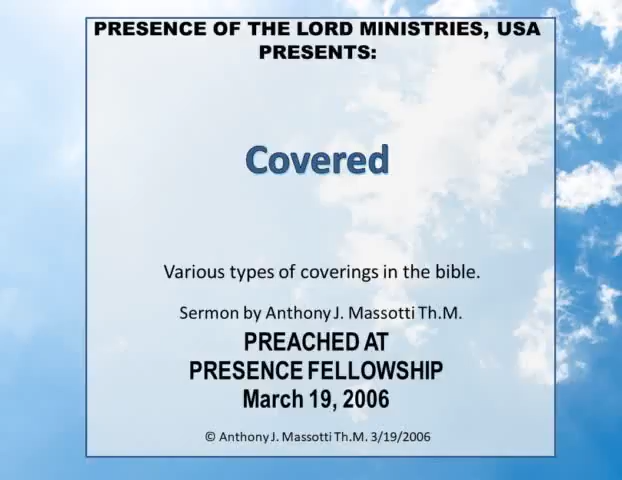 PRESENCE OF THE LORD MINISTRIES, USA
PRESENTS:
Covered
Various types of coverings in the bible.
Sermon by Anthony J. Massotti Th.M.
PREACHED AT
PRESENCE FELLOWSHIP
March 19, 2006
© Anthony J. Massotti Th.M. 3/19/2006